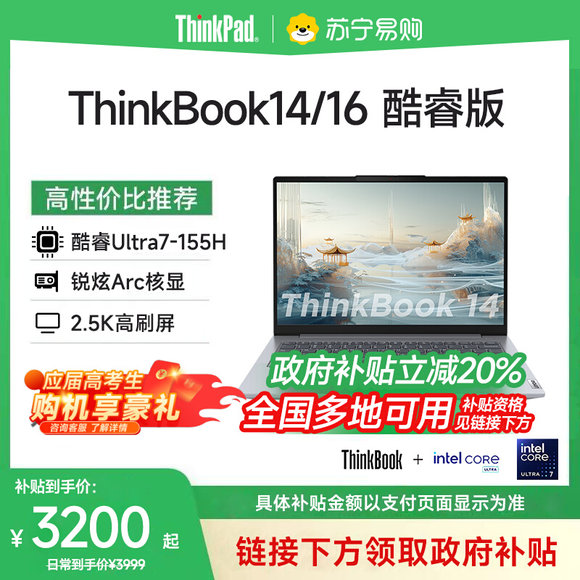 ThinkPad®
苏宁易购
ThinkBook14/16 酷睿版
高性价比推荐
酷睿Ultra7-155H
锐炫Arc核显
2.5K高刷屏
ThinkBook 14
应届高考生
购机享豪礼
咨询客服 了解详情
政府补贴立减20%
全国多地可用
补贴资格
见链接下方
ThinkBook + intel CORE ULTRA
intel CORE ULTRA 7
补贴到手价:
¥3200起
日常到手价¥3999
具体补贴金额以支付页面显示为准
链接下方领取政府补贴